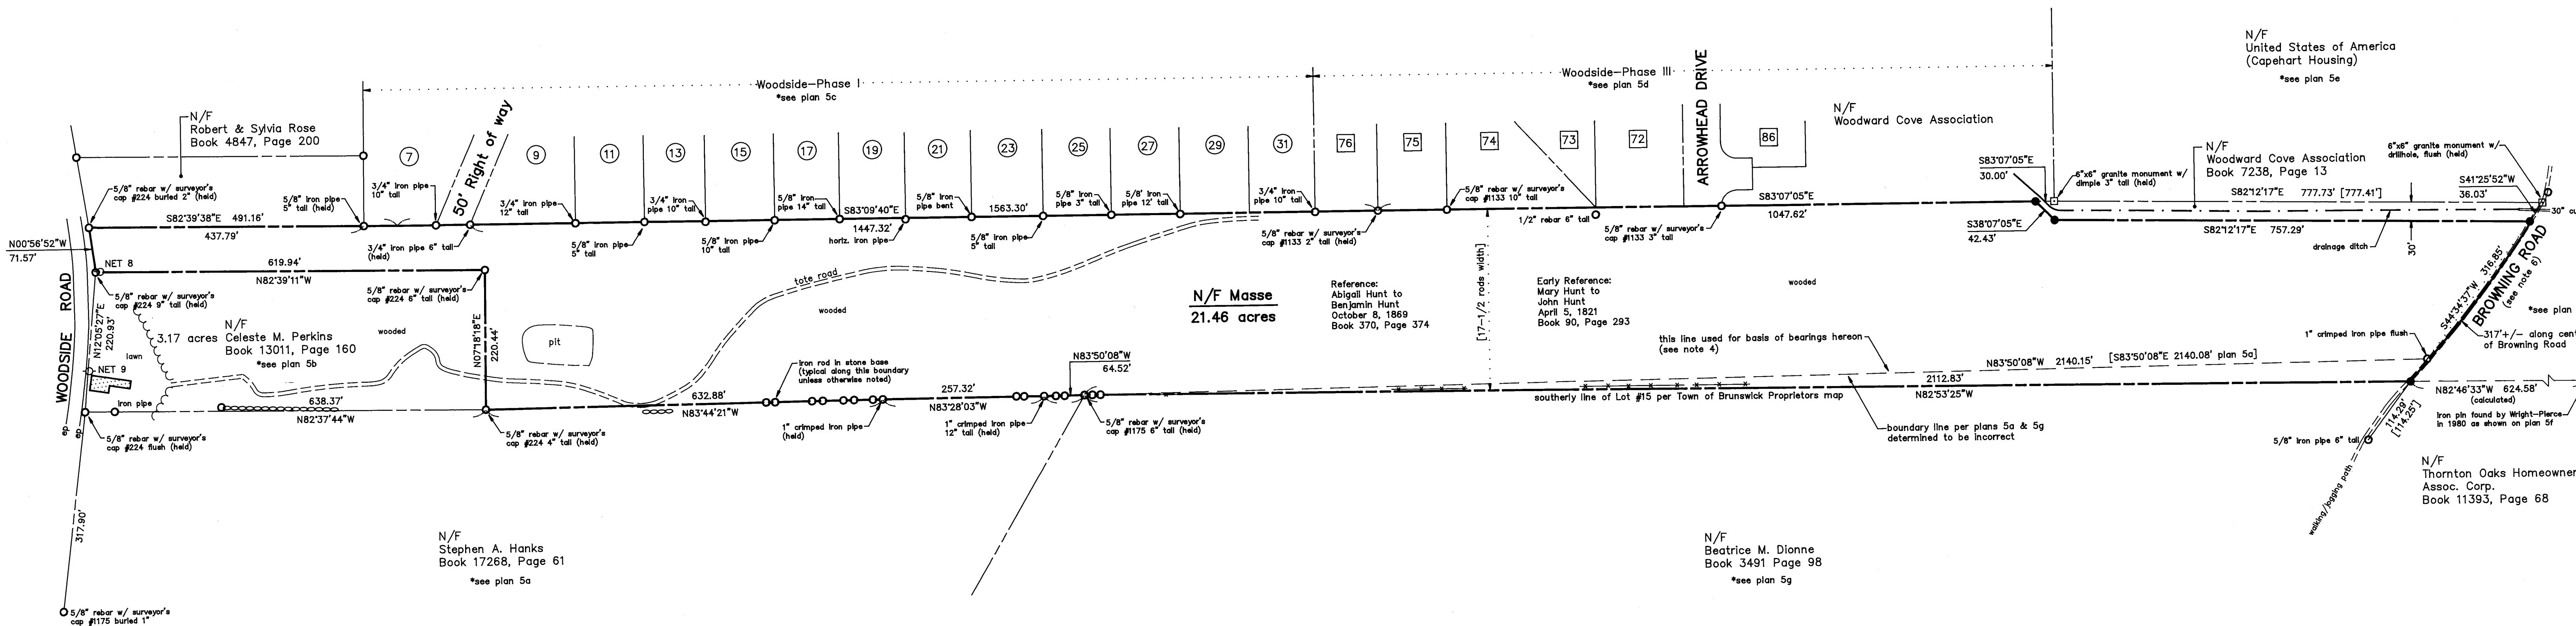 N/F
Robert & Sylvia Rose
Book 4847, Page 200
Woodside-Phase I
*see plan 5c
Woodside-Phase III
*see plan 5d
N/F
United States of America
(Capehart Housing)
*see plan 5e
N/F
Woodward Cove Association
ARROWHEAD DRIVE
50' Right of way
7
9
11
13
15
17
19
21
23
25
27
29
31
76
75
74
73
72
86
5/8" rebar w/ surveyor's
cap #224 buried 2" (held)
5/8" iron pipe
5" tall (held)
3/4" iron pipe
10" tall
3/4" iron pipe 6" tall
(held)
3/4" iron pipe
12" tall
5/8" iron pipe
5" tall
3/4" iron
pipe 10" tall
5/8" iron pipe
10" tall
5/8" iron
pipe 14" tall
horiz. iron pipe
5/8" iron
pipe bent
5/8" iron pipe
5" tall
5/8" iron
pipe 3" tall
5/8' iron
pipe 12' tall
3/4" iron
pipe 10" tall
5/8" rebar w/ surveyor's
cap #1133 2" tall (held)
5/8" rebar w/ surveyor's
cap #1133 10" tall
1/2" rebar 6" tall
5/8" rebar w/ surveyor's
cap #1133 3" tall
S82°39'38"E 491.16'
437.79'
S83°09'40"E
1447.32'
1563.30'
S83°07'05"E
1047.62'
S83°07'05"E
30.00'
S38°07'05"E
42.43'
6"x6" granite monument w/
dimple 3" tall (held)
N/F
Woodward Cove Association
Book 7238, Page 13
6"x6" granite monument w/
drillhole, flush (held)
S41°25'52"W
36.03'
S82°12'17"E 777.73' [777.41']
S82°12'17"E 757.29'
drainage ditch
30'
N00°56'52"W
71.57'
NET 8
619.94'
N82°39'11"W
5/8" rebar w/ surveyor's
cap #224 9" tall (held)
5/8" rebar w/ surveyor's
cap #224 6" tall (held)
WOODSIDE ROAD
N12°05'27"E
220.93'
3.17 acres
N/F
Celeste M. Perkins
Book 13011, Page 160
*see plan 5b
wooded
lawn
NET 9
N07°18'18"E
220.44'
pit
tote road
wooded
N/F Masse
21.46 acres
Reference:
Abigail Hunt to
Benjamin Hunt
October 8, 1869
Book 370, Page 374
[17-1/2 rods width]
Early Reference:
Mary Hunt to
John Hunt
April 5, 1821
Book 90, Page 293
wooded
this line used for basis of bearings hereon
(see note 4)
S44°34'37"W 316.85'
BROWNING ROAD
(see note 6)
*see plan
317'+/- along cent
of Browning Road
1" crimped iron pipe flush
N83°50'08"W 2140.15'
[S83°50'08"E 2140.08' plan 5a]
2112.83'
N82°53'25"W
N82°46'33"W 624.58'
(calculated)
iron pin found by Wright-Pierce
in 1980 as shown on plan 5f
iron pipe
ep
ep
638.37'
N82°37'44"W
5/8" rebar w/ surveyor's
cap #224 flush (held)
5/8" rebar w/ surveyor's
cap #224 4" tall (held)
632.88'
N83°44'21"W
iron rod in stone base
(typical along this boundary
unless otherwise noted)
1" crimped iron pipe
(held)
257.32'
N83°28'03"W
N83°50'08"W
64.52'
1" crimped iron pipe
12" tall (held)
5/8" rebar w/ surveyor's
cap #1175 6" tall (held)
southerly line of Lot #15 per Town of Brunswick Proprietors map
boundary line per plans 5a & 5g
determined to be incorrect
5/8" iron pipe 6" tall
114.29'
[114.25']
walking/jogging path
N/F
Thornton Oaks Homeowner
Assoc. Corp.
Book 11393, Page 68
317.90'
N/F
Stephen A. Hanks
Book 17268, Page 61
*see plan 5a
N/F
Beatrice M. Dionne
Book 3491 Page 98
*see plan 5g
5/8" rebar w/ surveyor's
cap #1175 buried 1"